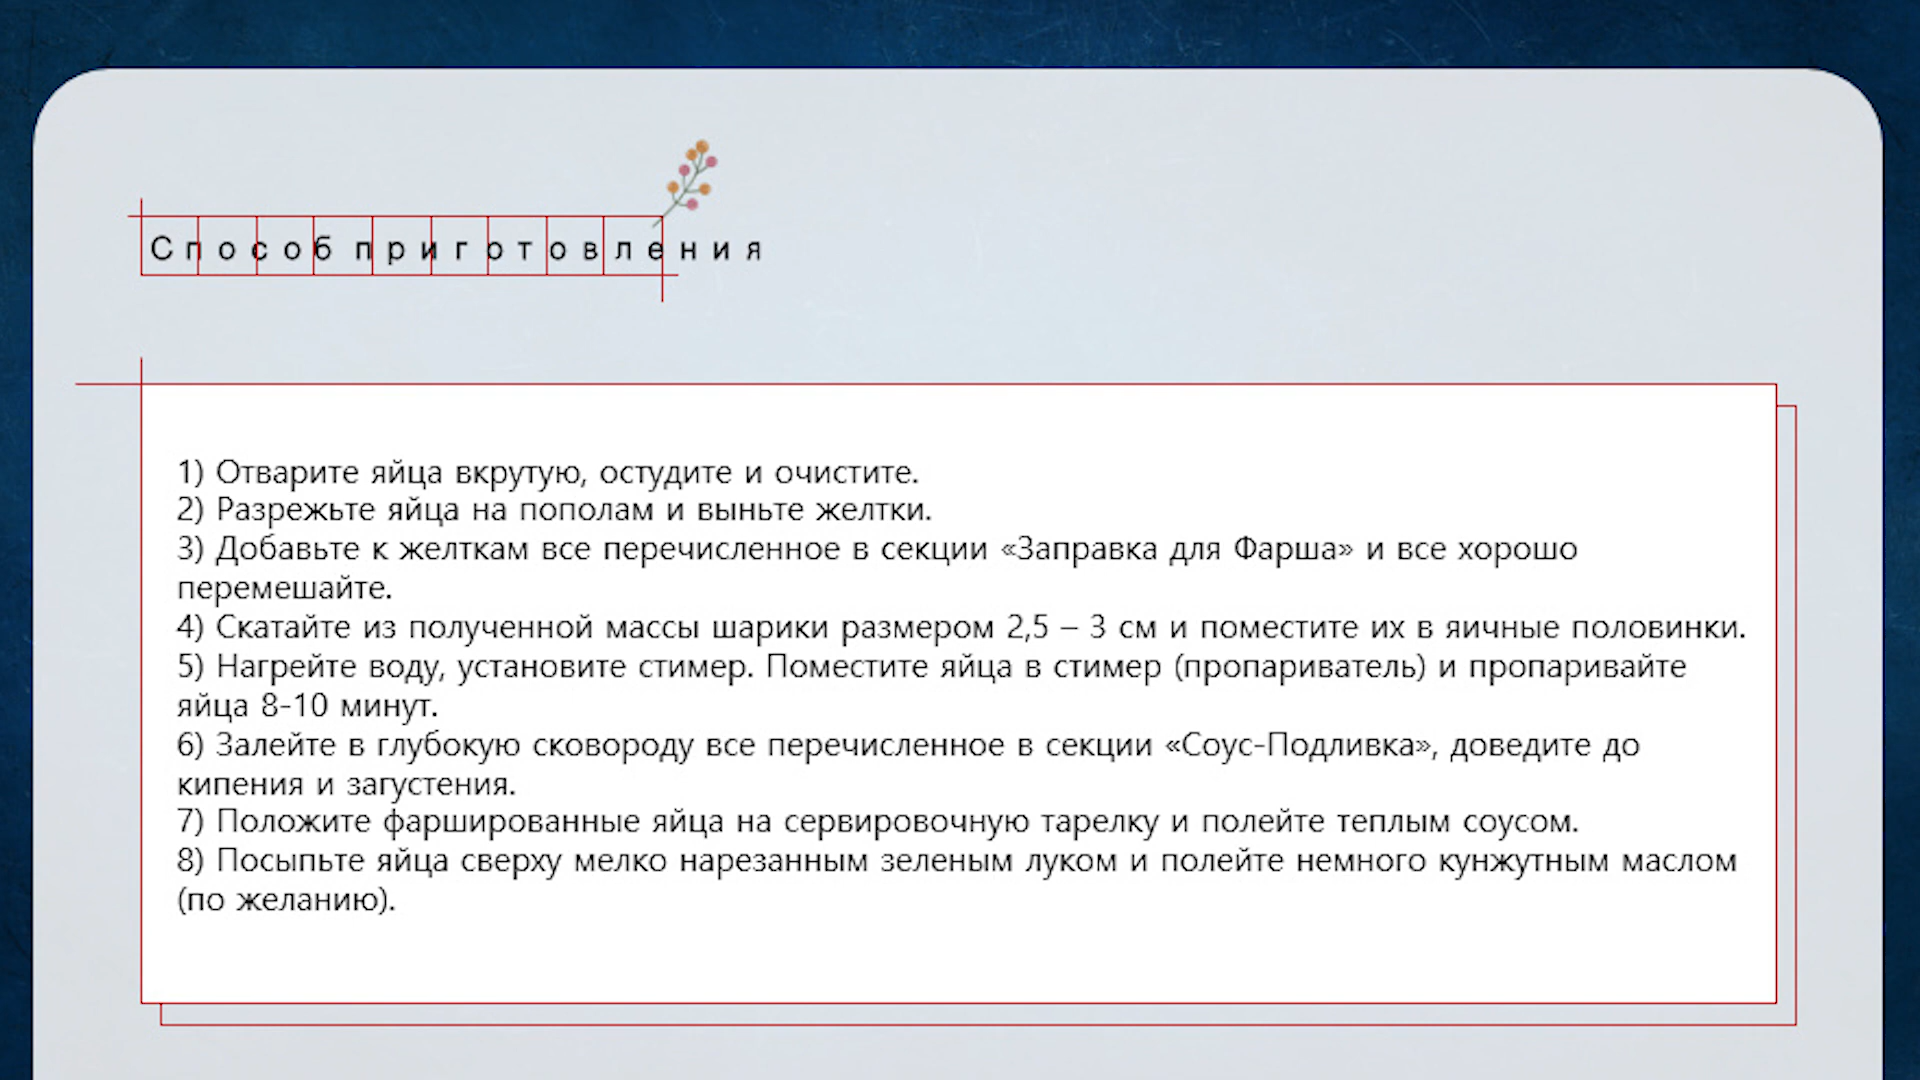 Способ приготовления
1) Отварите яйца вкрутую, остудите и очистите.
2) Разрежьте яйца на пополам и выньте желтки.
3) Добавьте к желткам все перечисленное в секции «Заправка для Фарша» и все хорошо
перемешайте.
4) Скатайте из полученной массы шарики размером 2,5 – 3 см и поместите их в яичные половинки.
5) Нагрейте воду, установите стимер. Поместите яйца в стимер (пропариватель) и пропаривайте
яйца 8-10 минут.
6) Залейте в глубокую сковороду все перечисленное в секции «Соус-Подливка», доведите до
кипения и загустения.
7) Положите фаршированные яйца на сервировочную тарелку и полейте теплым соусом.
8) Посыпьте яйца сверху мелко нарезанным зеленым луком и полейте немного кунжутным маслом
(по желанию).